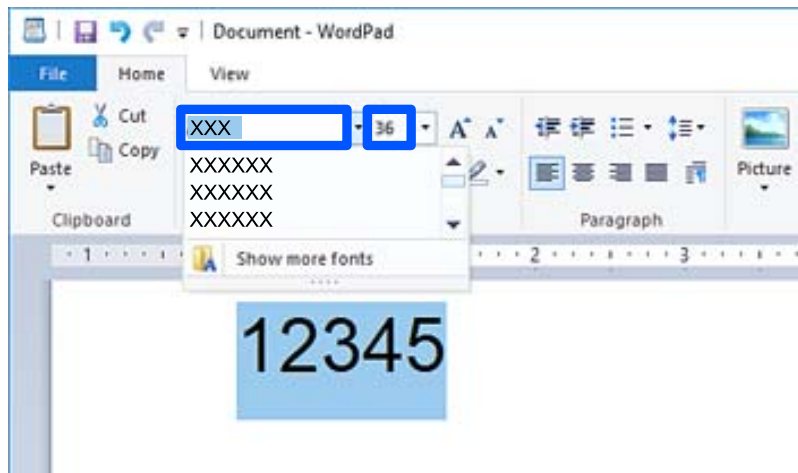 Document - WordPad
File Home View
Cut
XXX 36 A A
Copy
Paste
XXXXXX
XXXXXX
XXXXXX
Picture
Clipboard
Paragraph
Show more fonts
1 2 3
12345